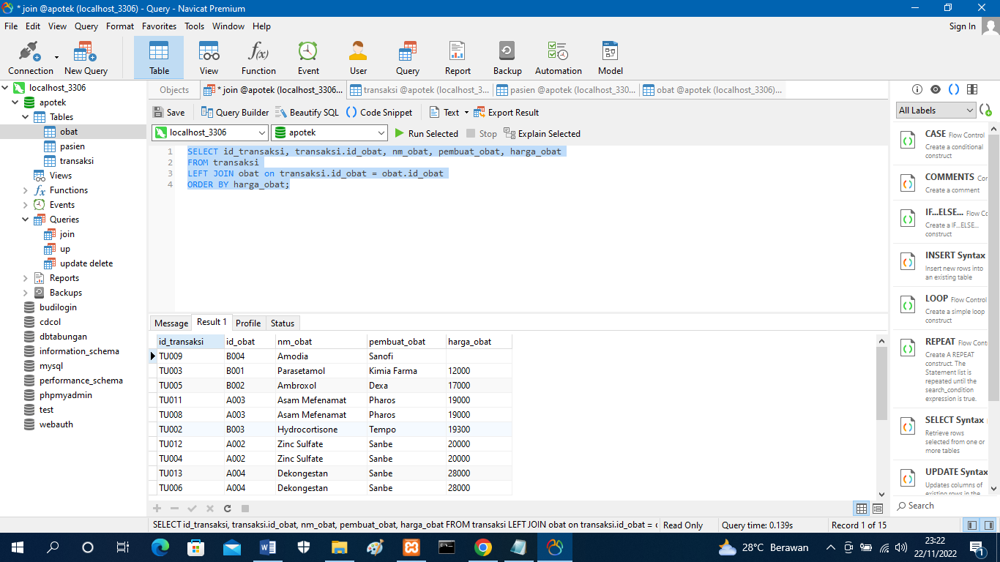 * join @apotek (localhost_3306) - Query - Navicat Premium
File Edit View Query Format Favorites Tools Window Help
Sign In
Connection New Query Table View Function Event User Query Report Backup Automation Model
localhost_3306
apotek
Tables
obat
pasien
transaksi
Views
Functions
Events
Queries
join
up
update delete
Reports
Backups
budilogin
cdcol
dbtabungan
information_schema
mysql
performance_schema
phpmyadmin
test
webauth
Objects * join @apotek (localhost_3306... transaksi @apotek (localhost_3... pasien @apotek (localhost_330... obat @apotek (localhost_3306)...
Save Query Builder Beautify SQL Code Snippet Text Export Result
localhost_3306 apotek Run Selected Stop Explain Selected
1 SELECT id_transaksi, transaksi.id_obat, nm_obat, pembuat_obat, harga_obat
2 FROM transaksi
3 LEFT JOIN obat on transaksi.id_obat = obat.id_obat
4 ORDER BY harga_obat;
Message Result 1 Profile Status
id_transaksi id_obat nm_obat pembuat_obat harga_obat
TU009 B004 Amodia Sanofi
TU003 B001 Parasetamol Kimia Farma 12000
TU005 B002 Ambroxol Dexa 17000
TU011 A003 Asam Mefenamat Pharos 19000
TU008 A003 Asam Mefenamat Pharos 19000
TU002 B003 Hydrocortisone Tempo 19300
TU012 A002 Zinc Sulfate Sanbe 20000
TU004 A002 Zinc Sulfate Sanbe 20000
TU013 A004 Dekongestan Sanbe 28000
TU006 A004 Dekongestan Sanbe 28000
All Labels
CASE Flow Control
Create a conditional
construct
COMMENTS
Create a comment
IF...ELSE... Flow
Create a IF...ELSE...
construct
INSERT Syntax
Insert new rows into
an existing table
LOOP Flow Control
Create a simple loop
construct
REPEAT Flow
Create A REPEAT
construct. The
Statement list is
repeated until the
search_condition
expression is true.
SELECT Syntax
Retrieve rows
selected from one or
more tables
UPDATE Syntax
Updates columns of
existing rows in the
Search
SELECT id_transaksi, transaksi.id_obat, nm_obat, pembuat_obat, harga_obat FROM transaksi LEFT JOIN obat on transaksi.id_obat = Read Only Query time: 0.139s Record 1 of 15
28°C Berawan
23:22
22/11/2022
1